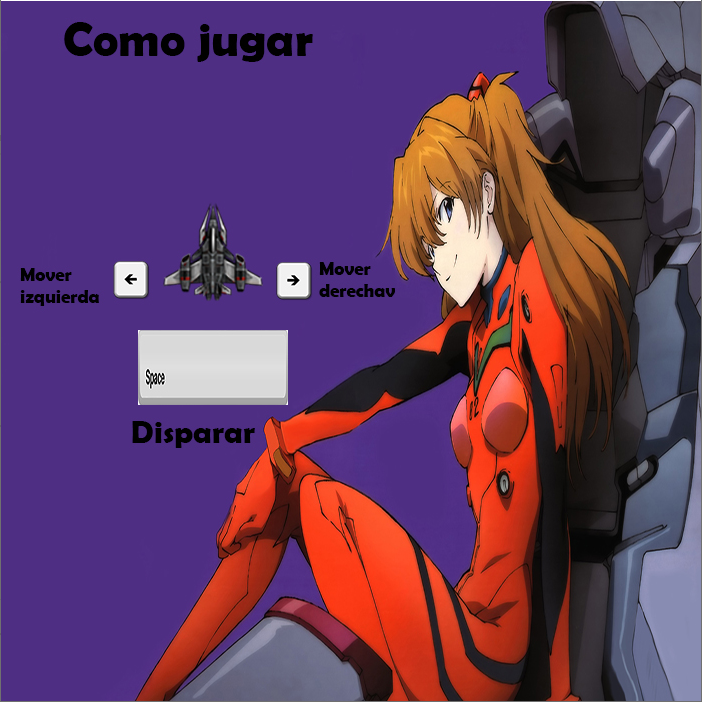 Como jugar
Mover
izquierda
←
→
Mover
derechav
Space
Disparar